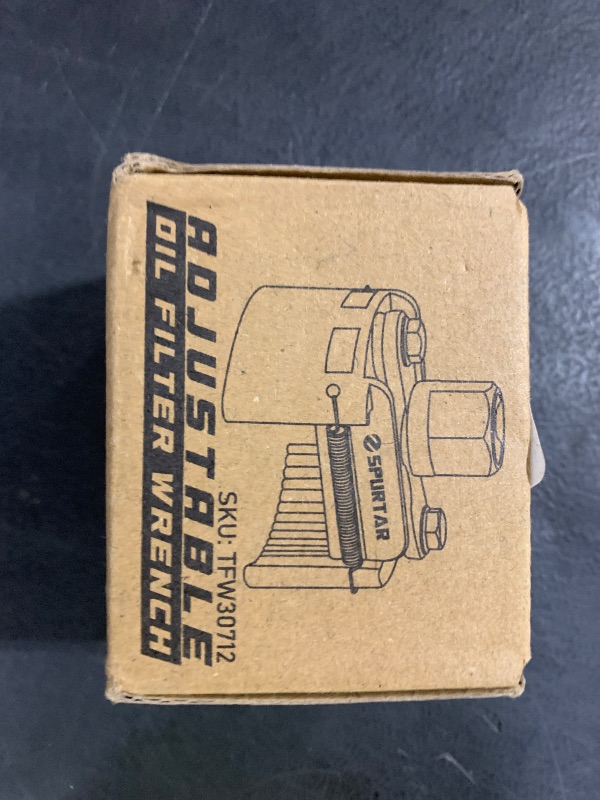 ADJUSTABLE
OIL FILTER WRENCH
SKU: TFW30712
SPURTAR